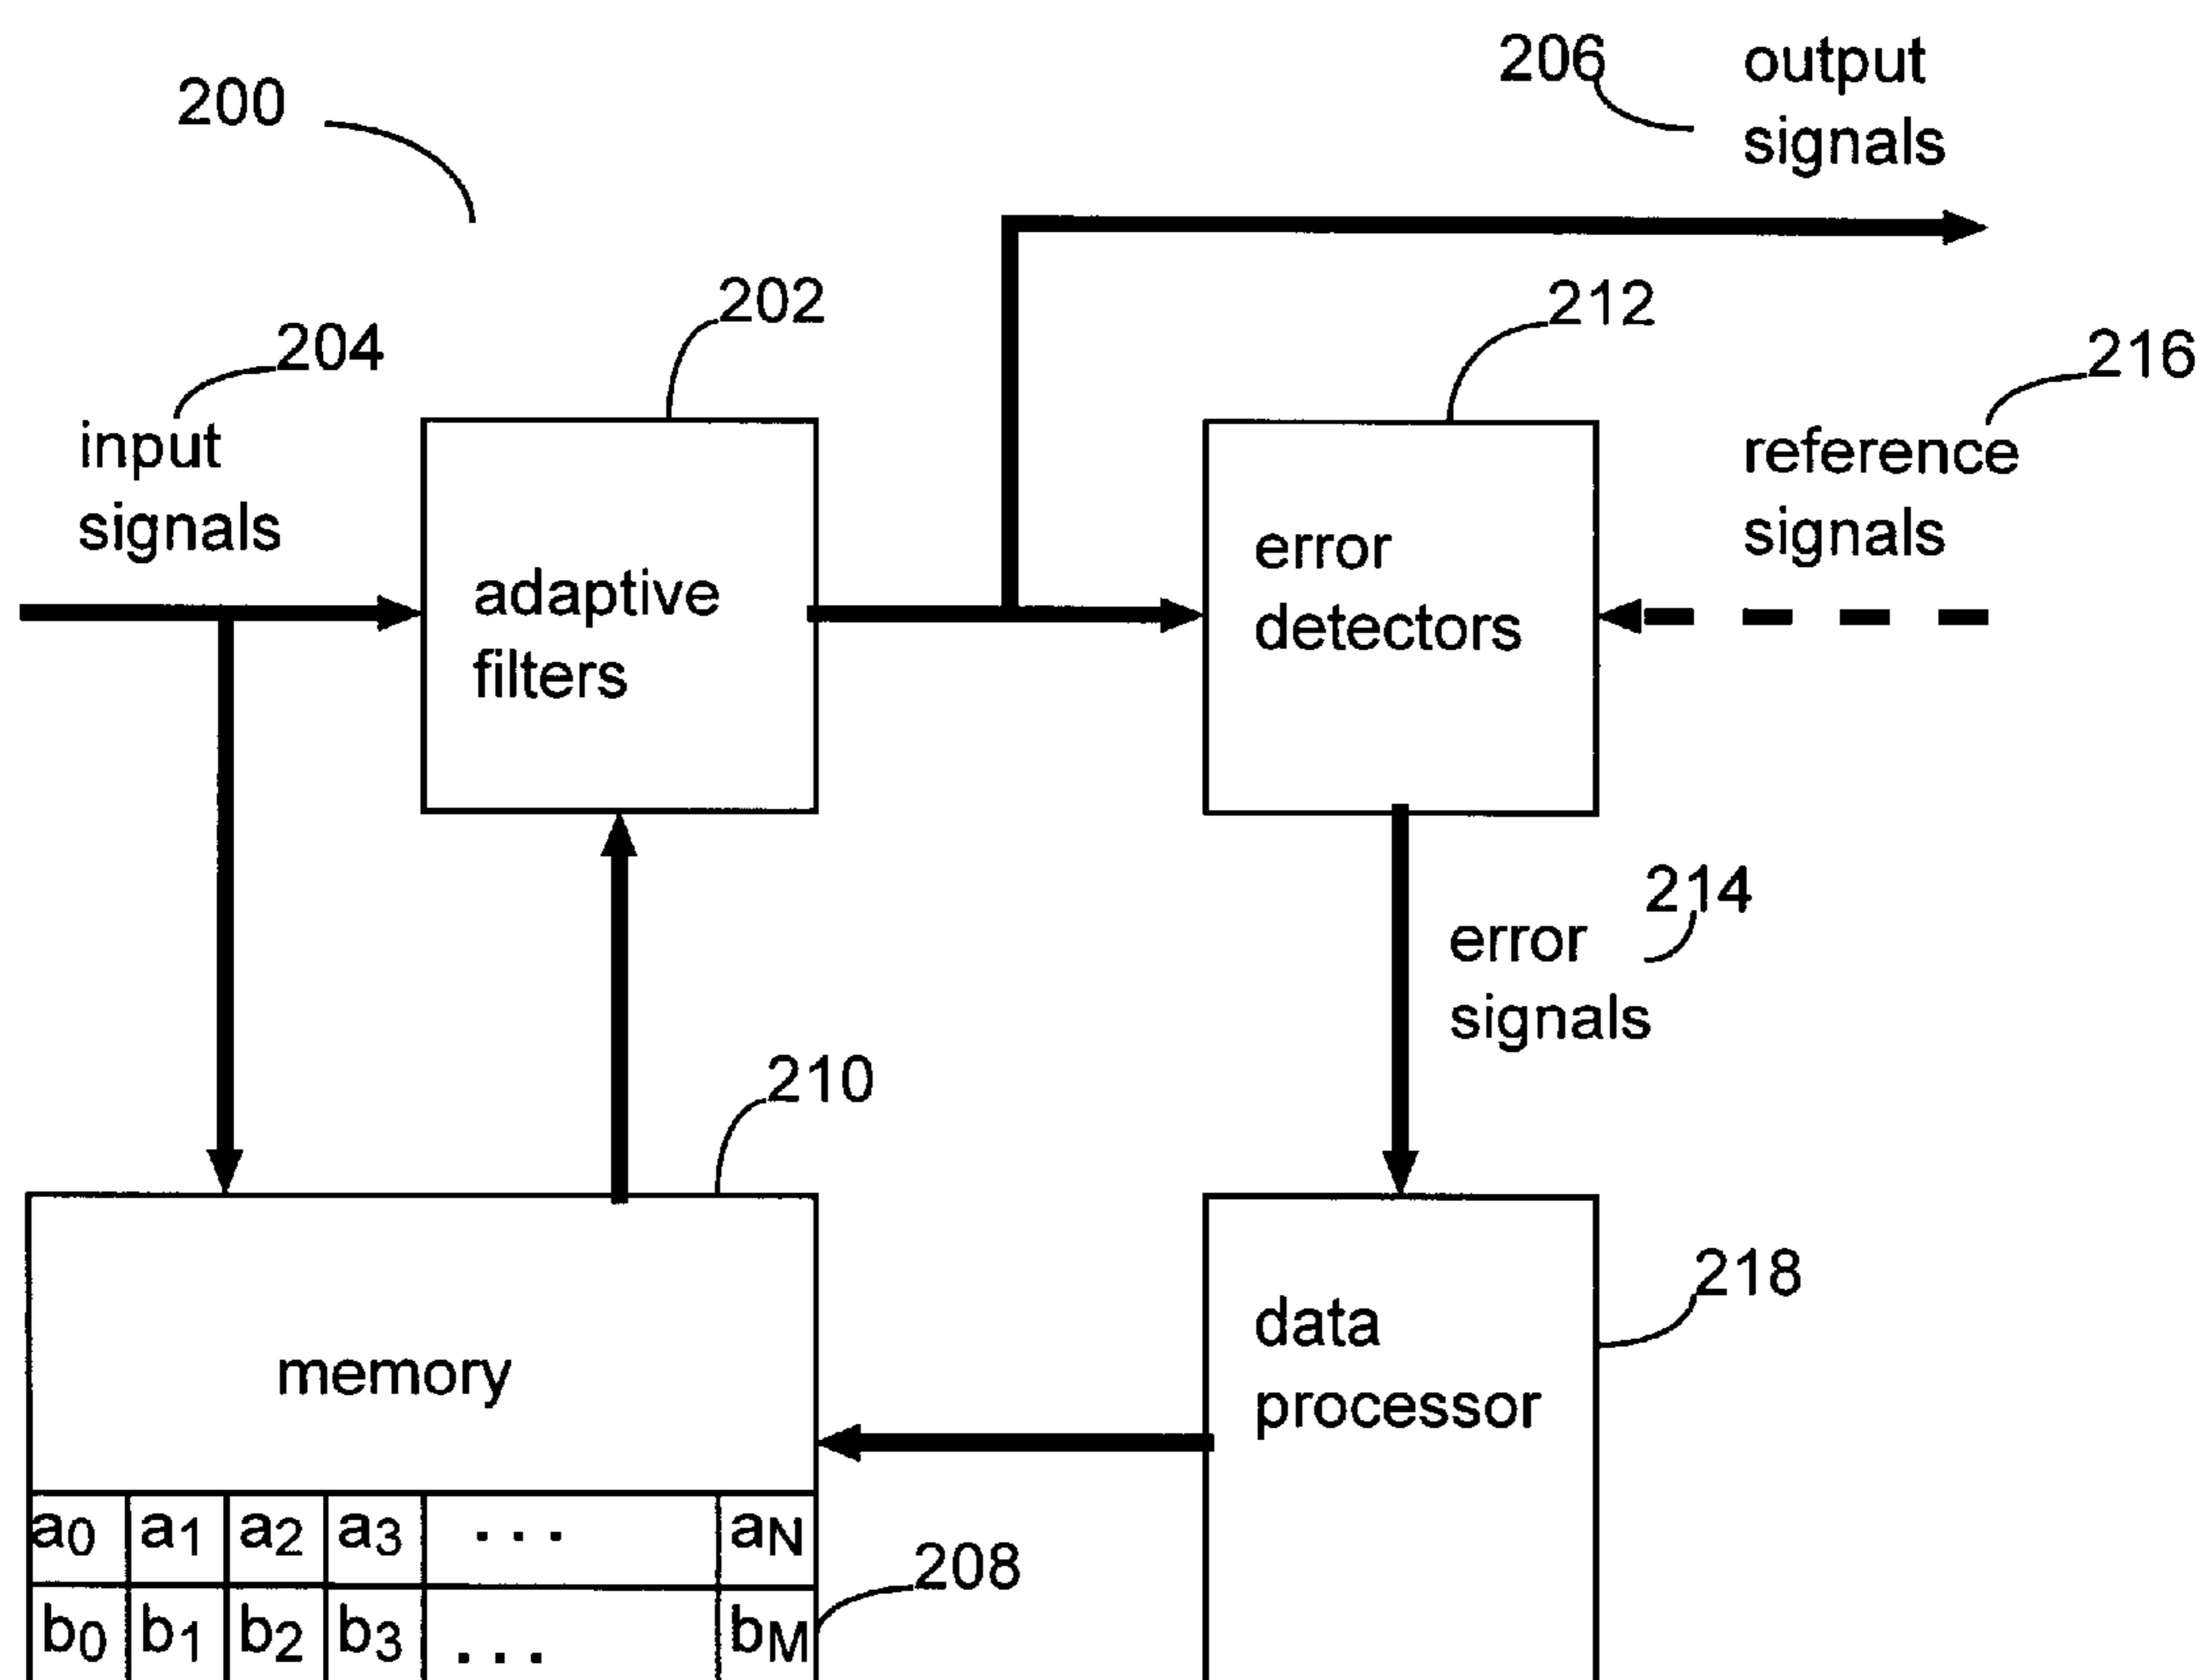 206 output
signals
200
202
212
204
216
input
signals
reference
signals
adaptive
filters
error
detectors
214
error
signals
210
218
data
processor
memory
a0 a1 a2 a3 ... aN
208
b0 b1 b2 b3 ... bM